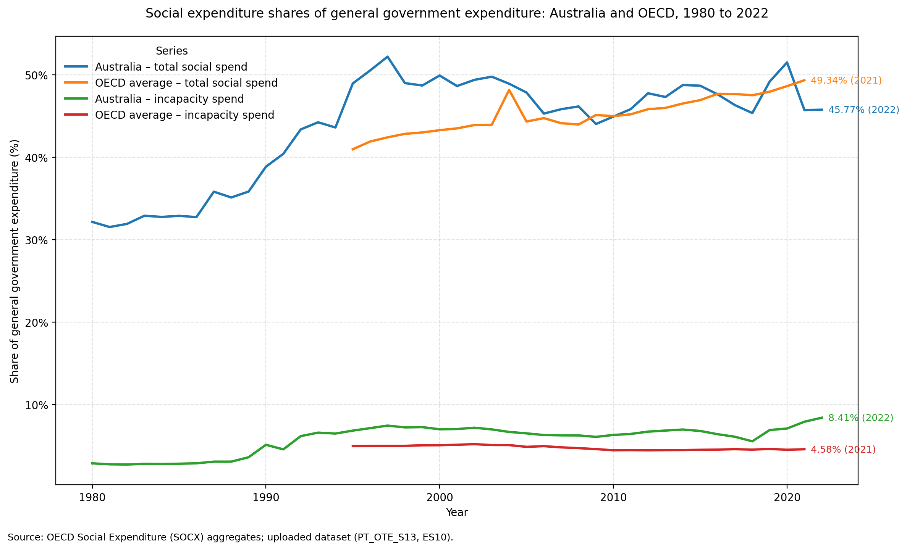 Social expenditure shares of general government expenditure: Australia and OECD, 1980 to 2022
Series
Australia – total social spend
OECD average – total social spend
Australia – incapacity spend
OECD average – incapacity spend
50%
40%
30%
20%
10%
Share of general government expenditure (%)
49.34% (2021)
45.77% (2022)
8.41% (2022)
4.58% (2021)
1980
1990
2000
2010
2020
Year
Source: OECD Social Expenditure (SOCX) aggregates; uploaded dataset (PT_OTE_S13, ES10).